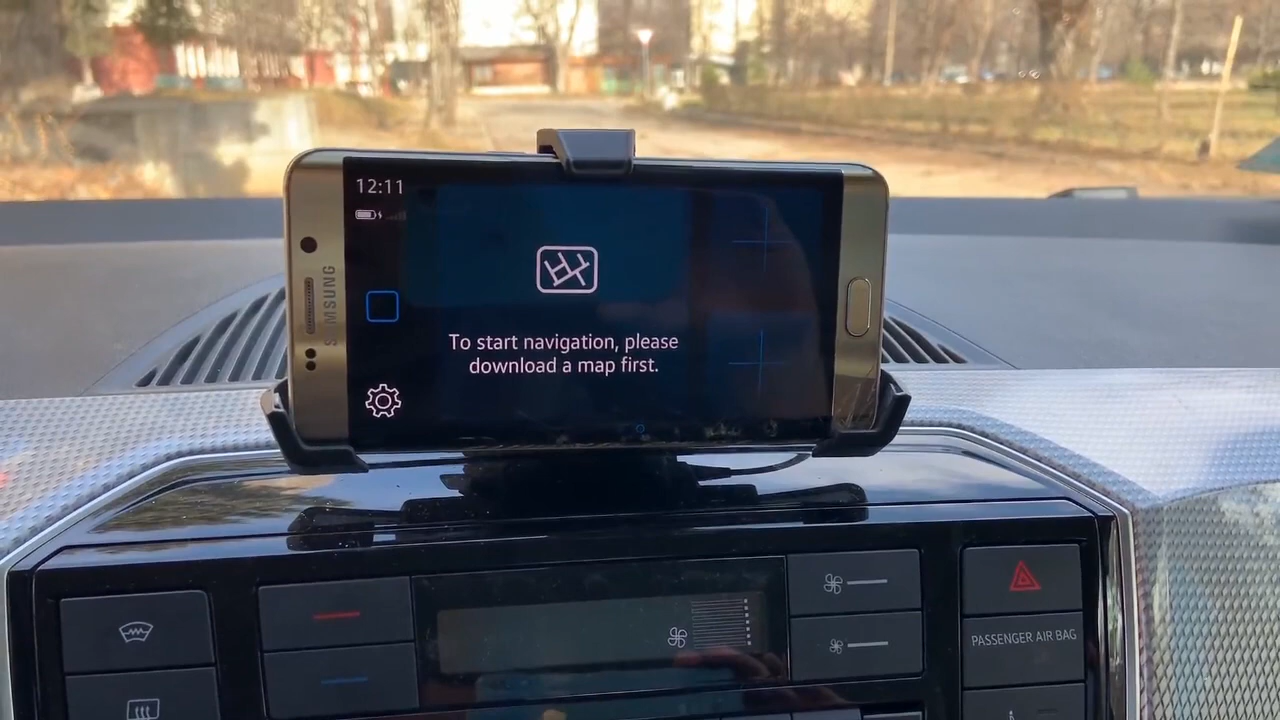 12:11
SAMSUNG
To start navigation, please
download a map first.
PASSENGER AIR BAG